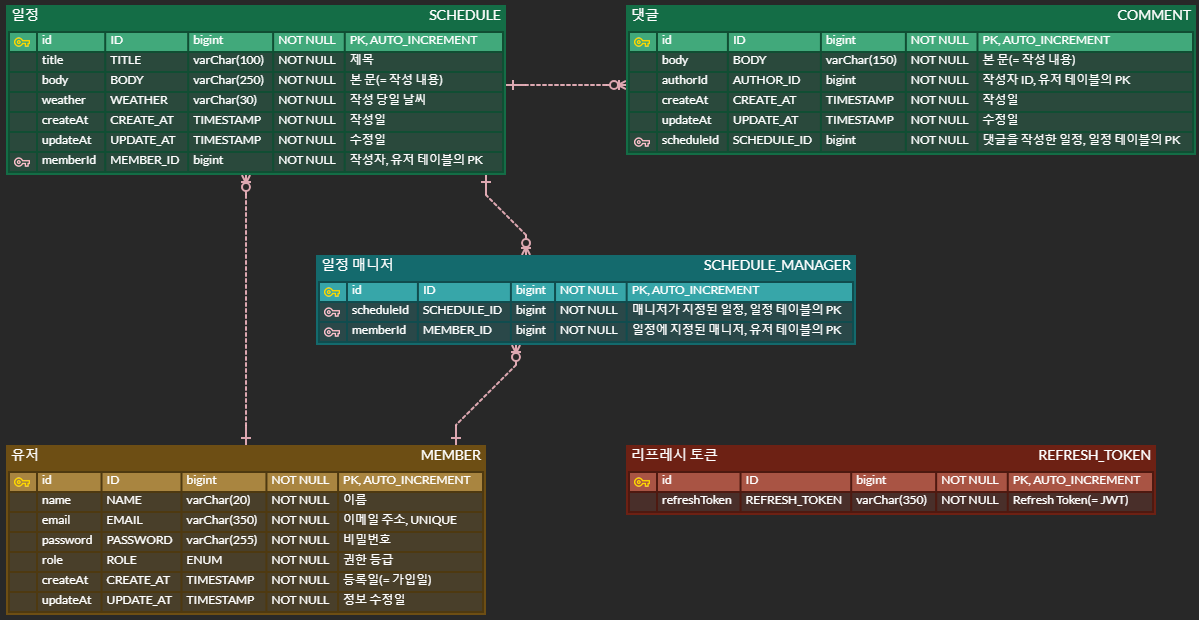 일정 SCHEDULE
id ID bigint NOT NULL PK, AUTO_INCREMENT
title TITLE varChar(100) NOT NULL 제목
body BODY varChar(250) NOT NULL 본문(= 작성 내용)
weather WEATHER varChar(30) NOT NULL 작성 당일 날씨
createAt CREATE_AT TIMESTAMP NOT NULL 작성일
updateAt UPDATE_AT TIMESTAMP NOT NULL 수정일
memberId MEMBER_ID bigint NOT NULL 작성자, 유저 테이블의 PK
댓글 COMMENT
id ID bigint NOT NULL PK, AUTO_INCREMENT
body BODY varChar(150) NOT NULL 본문(= 작성 내용)
authorId AUTHOR_ID bigint NOT NULL 작성자 ID, 유저 테이블의 PK
createAt CREATE_AT TIMESTAMP NOT NULL 작성일
updateAt UPDATE_AT TIMESTAMP NOT NULL 수정일
scheduleId SCHEDULE_ID bigint NOT NULL 댓글을 작성한 일정, 일정 테이블의 PK
일정 매니저 SCHEDULE_MANAGER
id ID bigint NOT NULL PK, AUTO_INCREMENT
scheduleId SCHEDULE_ID bigint NOT NULL 매니저가 지정된 일정, 일정 테이블의 PK
memberId MEMBER_ID bigint NOT NULL 일정에 지정된 매니저, 유저 테이블의 PK
유저 MEMBER
id ID bigint NOT NULL PK, AUTO_INCREMENT
name NAME varChar(20) NOT NULL 이름
email EMAIL varChar(350) NOT NULL 이메일 주소, UNIQUE
password PASSWORD varChar(255) NOT NULL 비밀번호
role ROLE ENUM NOT NULL 권한 등급
createAt CREATE_AT TIMESTAMP NOT NULL 등록일(= 가입일)
updateAt UPDATE_AT TIMESTAMP NOT NULL 정보 수정일
리프레시 토큰 REFRESH_TOKEN
id ID bigint NOT NULL PK, AUTO_INCREMENT
refreshToken REFRESH_TOKEN varChar(350) NOT NULL Refresh Token(= JWT)